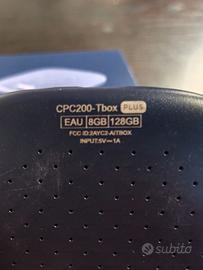 CPC200-Tbox PLUS
EAU 8GB 128GB
FCC ID:2AYC2-AITBOX
INPUT:5V⎓1A
subito